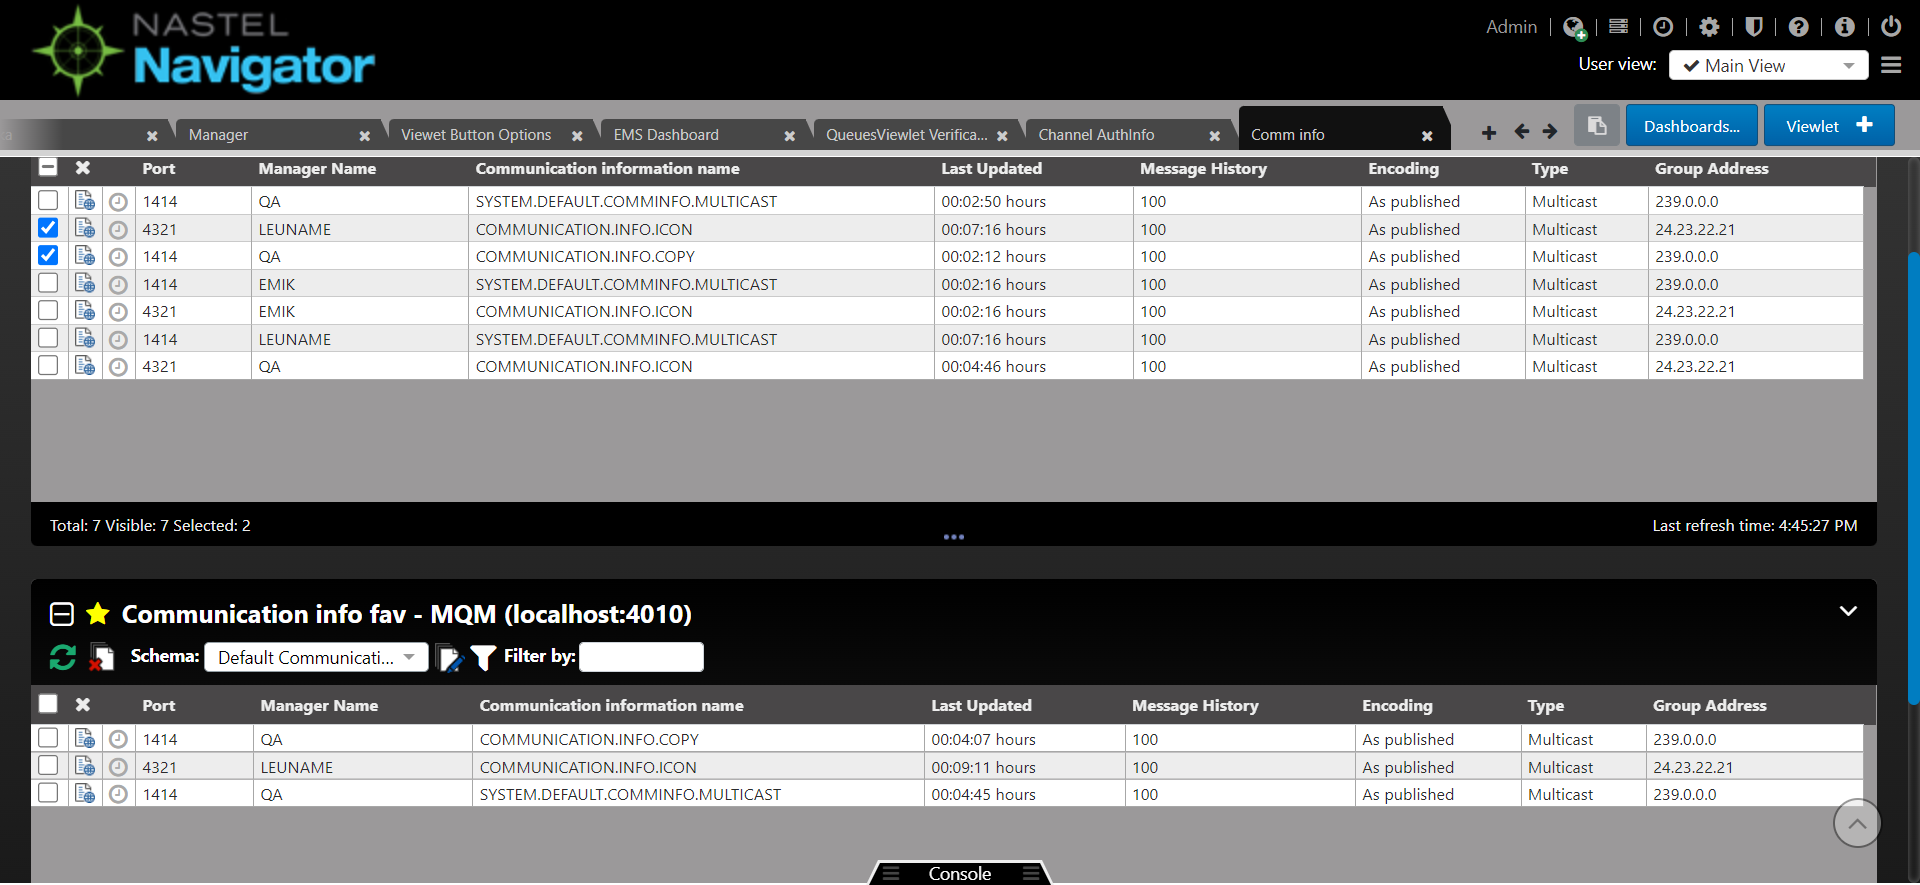 NASTEL
Navigator
Admin
User view: Main View
a
Manager
Viewet Button Options
EMS Dashboard
QueuesViewlet Verifica...
Channel AuthInfo
Comm info
Dashboards...
Viewlet
Port Manager Name Communication information name Last Updated Message History Encoding Type Group Address
1414 QA SYSTEM.DEFAULT.COMMINFO.MULTICAST 00:02:50 hours 100 As published Multicast 239.0.0.0
4321 LEUNAME COMMUNICATION.INFO.ICON 00:07:16 hours 100 As published Multicast 24.23.22.21
1414 QA COMMUNICATION.INFO.COPY 00:02:12 hours 100 As published Multicast 239.0.0.0
1414 EMIK SYSTEM.DEFAULT.COMMINFO.MULTICAST 00:02:16 hours 100 As published Multicast 239.0.0.0
4321 EMIK COMMUNICATION.INFO.ICON 00:02:16 hours 100 As published Multicast 24.23.22.21
1414 LEUNAME SYSTEM.DEFAULT.COMMINFO.MULTICAST 00:07:16 hours 100 As published Multicast 239.0.0.0
4321 QA COMMUNICATION.INFO.ICON 00:04:46 hours 100 As published Multicast 24.23.22.21
Total: 7 Visible: 7 Selected: 2
Last refresh time: 4:45:27 PM
Communication info fav - MQM (localhost:4010)
Schema: Default Communicati... Filter by:
Port Manager Name Communication information name Last Updated Message History Encoding Type Group Address
1414 QA COMMUNICATION.INFO.COPY 00:04:07 hours 100 As published Multicast 239.0.0.0
4321 LEUNAME COMMUNICATION.INFO.ICON 00:09:11 hours 100 As published Multicast 24.23.22.21
1414 QA SYSTEM.DEFAULT.COMMINFO.MULTICAST 00:04:45 hours 100 As published Multicast 239.0.0.0
Console